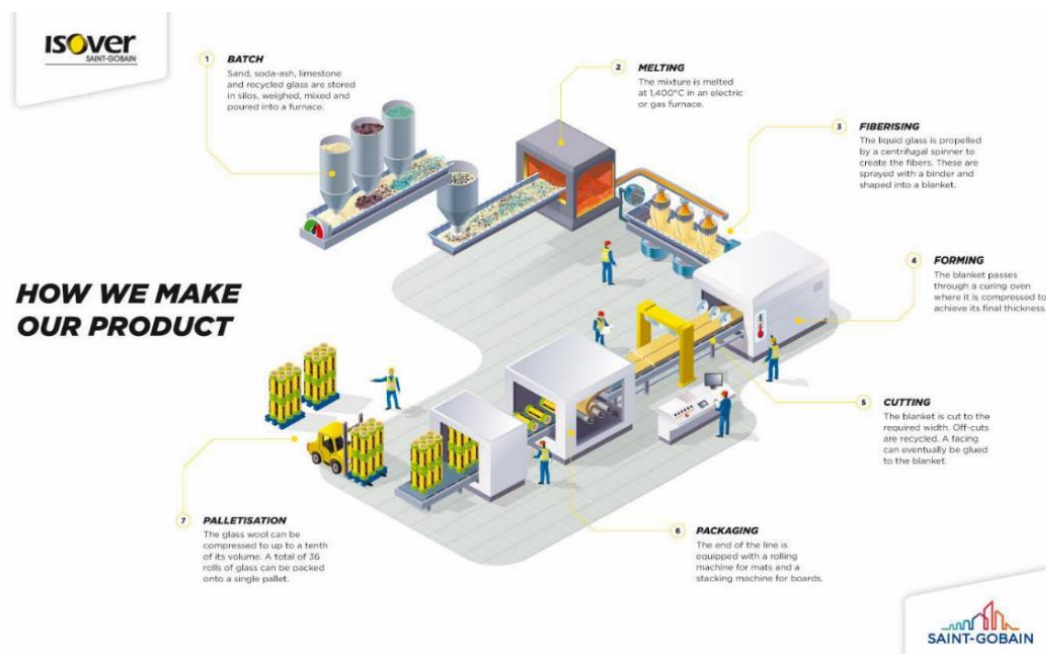 ISOVER
SAINT-GOBAIN
1
BATCH
Sand, soda-ash, limestone
and recycled glass are stored
in silos, weighed, mixed and
poured into a furnace.
2
MELTING
The mixture is melted
at 1,400°C in an electric
or gas furnace.
3
FIBERISING
The liquid glass is propelled
by a centrifugal spinner to
create the fibers. These are
sprayed with a binder and
shaped into a blanket.
4
FORMING
The blanket passes
through a curing oven
where it is compressed to
achieve its final thickness.
HOW WE MAKE
OUR PRODUCT
5
CUTTING
The blanket is cut to the
required width. Off-cuts
are recycled. A facing
can eventually be glued
to the blanket.
6
PACKAGING
The end of the line is
equipped with a rolling
machine for mats and a
stacking machine for boards.
7
PALLETISATION
The glass wool can be
compressed to up to a tenth
of its volume. A total of 36
rolls of glass can be packed
onto a single pallet.
SAINT-GOBAIN